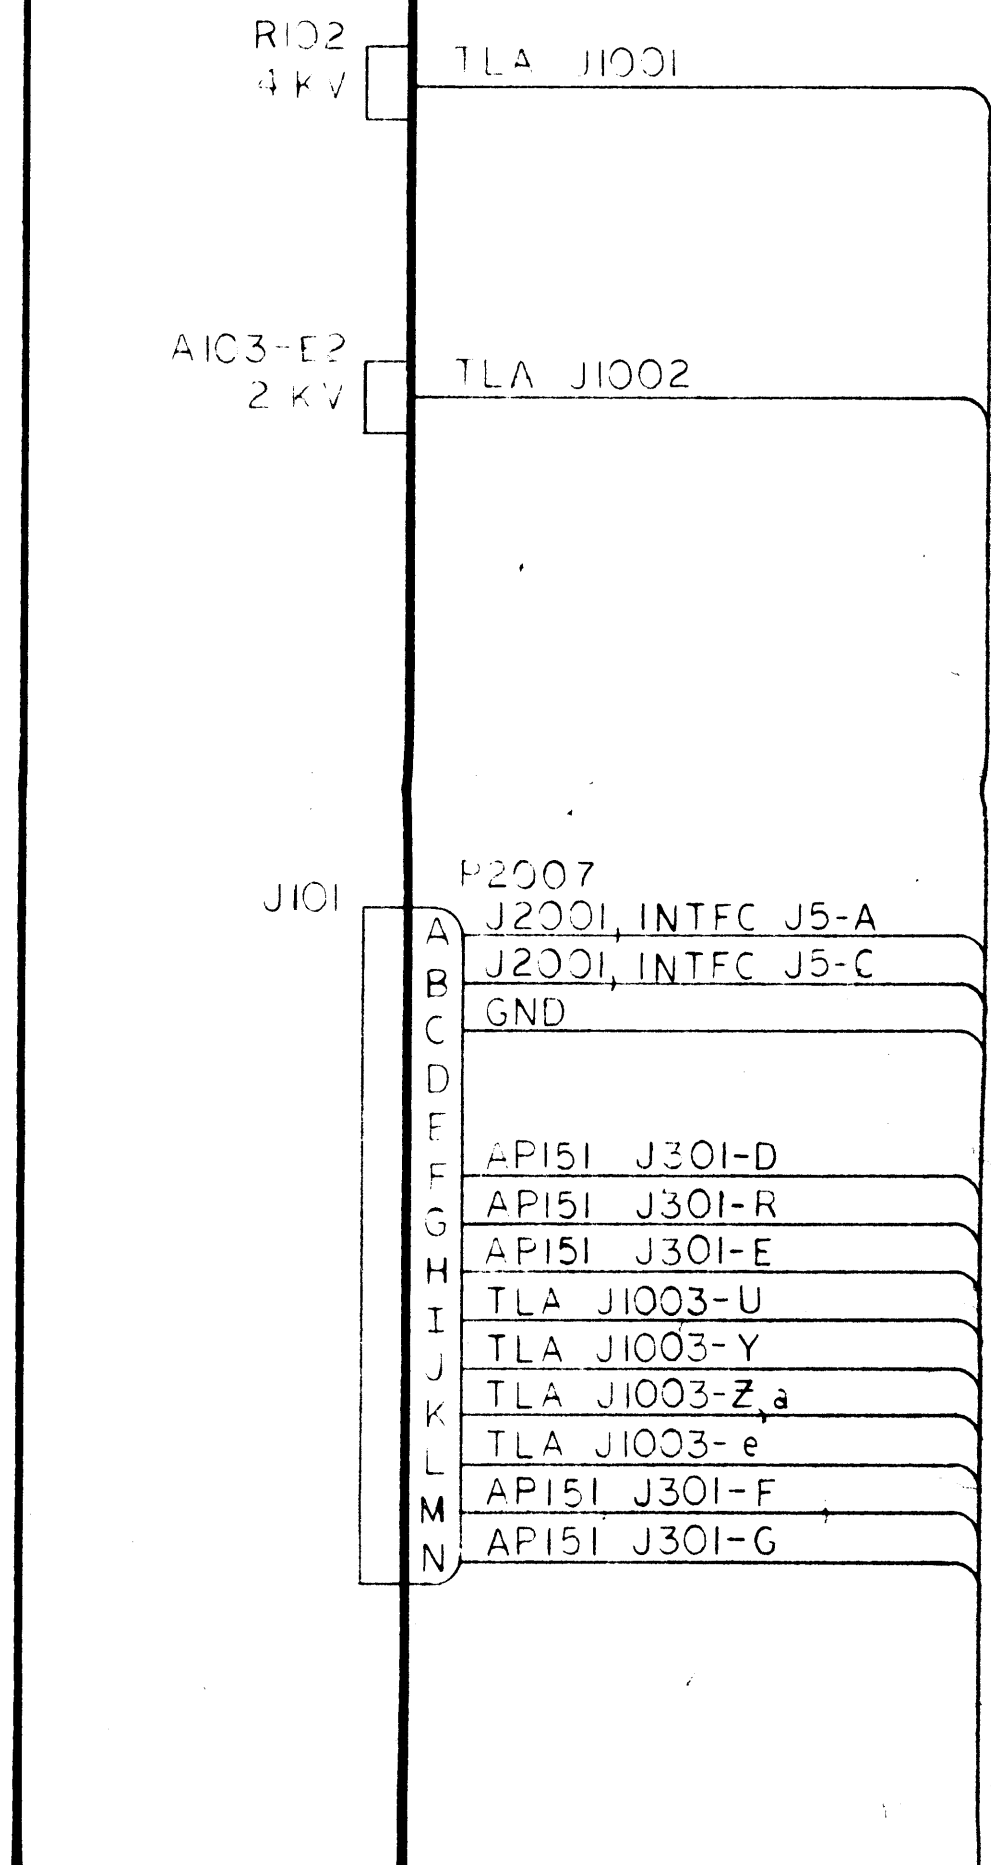 R102
4 KV
TLA J1001
A103-E2
2 KV
TLA J1002
J101
P2007
A J2001, INTFC J5-A
B J2001, INTFC J5-C
C GND
D
E
F AP151 J301-D
G AP151 J301-R
H AP151 J301-E
I TLA J1003-U
J TLA J1003-Y
K TLA J1003-Z,a
L TLA J1003-e
M AP151 J301-F
N AP151 J301-G